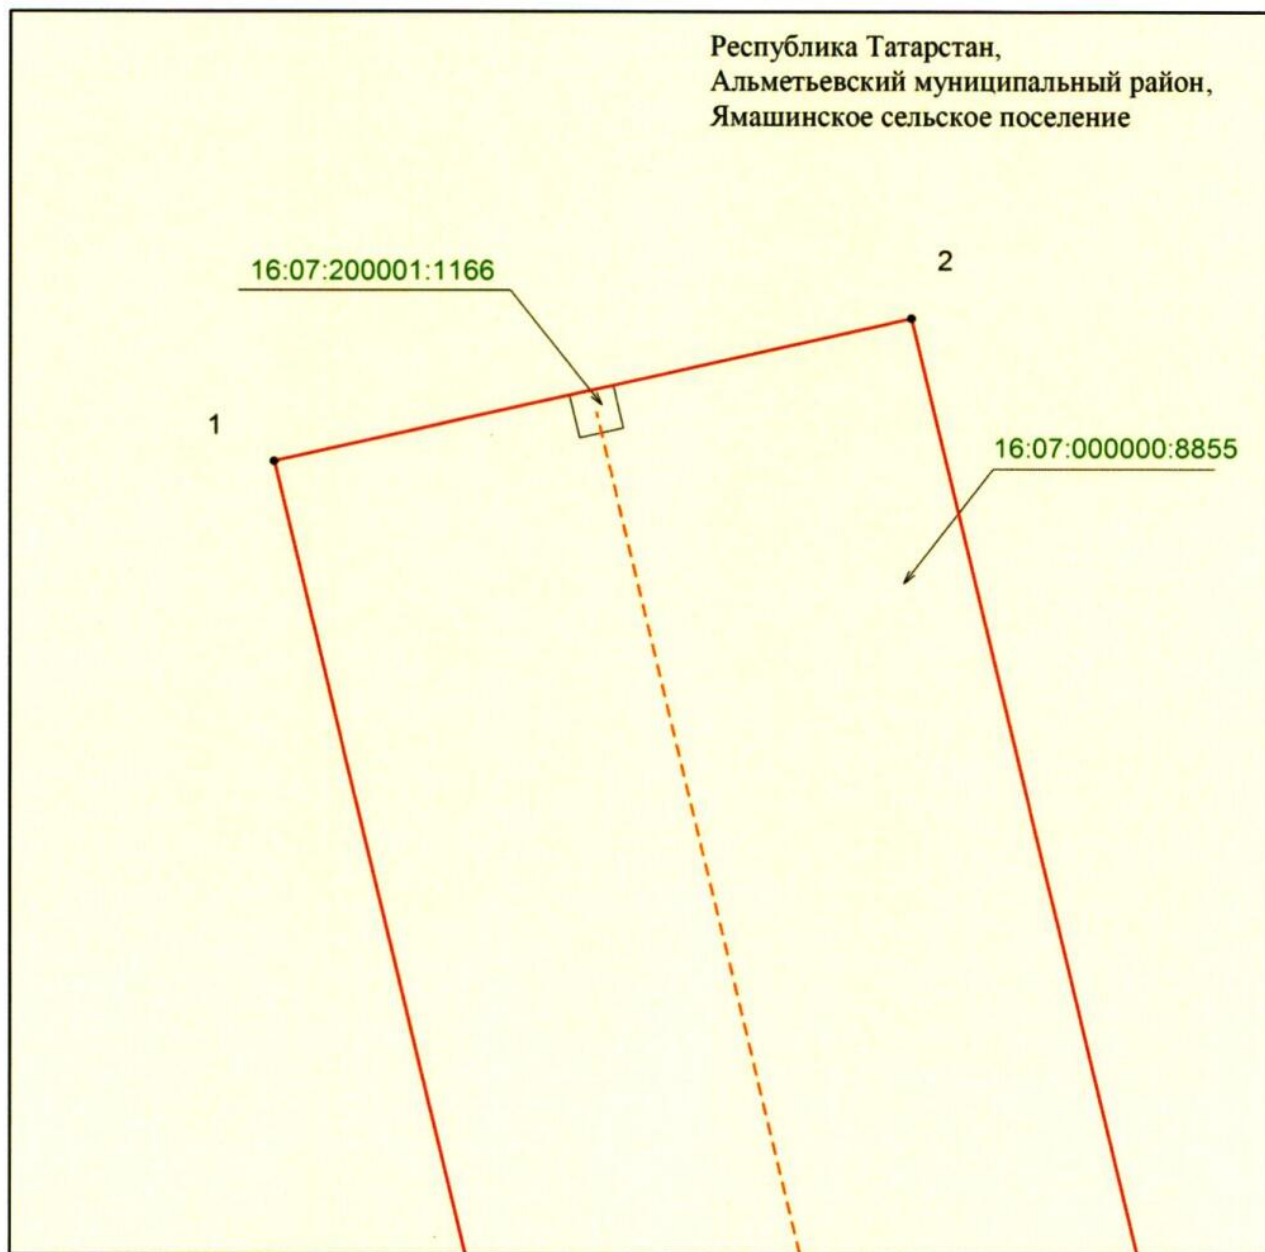 Республика Татарстан,
Альметьевский муниципальный район,
Ямашинское сельское поселение
16:07:200001:1166
2
1
16:07:000000:8855